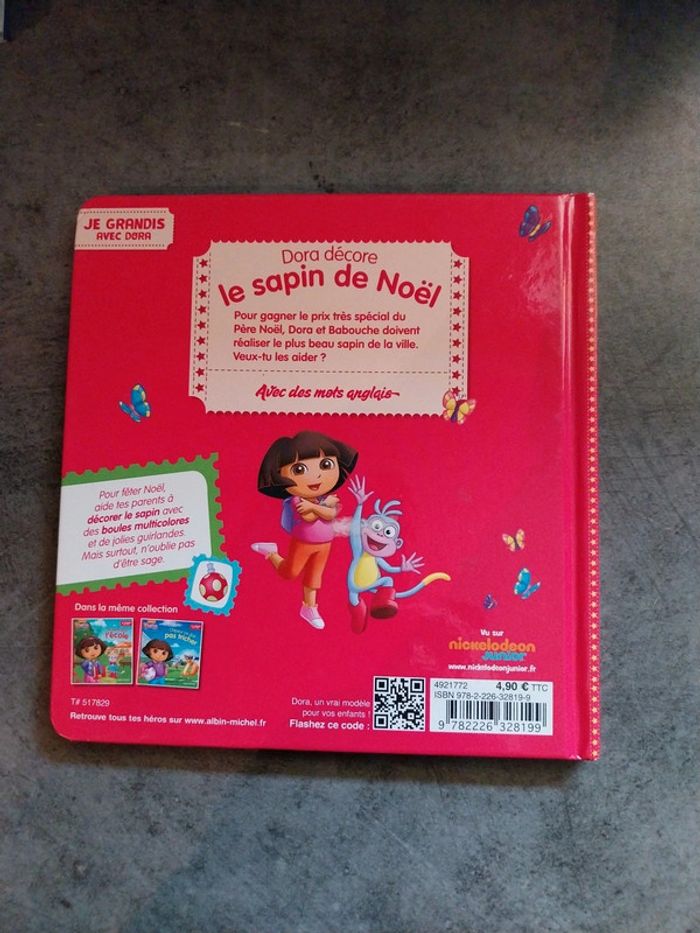 JE GRANDIS
AVEC DORA
Dora décore
le sapin de Noël
Pour gagner le prix très spécial du
Père Noël, Dora et Babouche doivent
réaliser le plus beau sapin de la ville.
Veux-tu les aider ?
Avec des mots anglais
Pour fêter Noël,
aide tes parents à
décorer le sapin avec
des boules multicolores
et de jolies guirlandes.
Mais surtout, n'oublie pas
d'être sage.
Dans la même collection
l'école
pas tricher
T# 517829
Retrouve tous tes héros sur www.albin-michel.fr
Dora, un vrai modèle
pour vos enfants !
Flashez ce code :
Vu sur
nickelodeon
JUNIOR
www.nickelodeonjunior.fr
4921772 4,90 € TTC
ISBN 978-2-226-32819-9
9 782226 328199